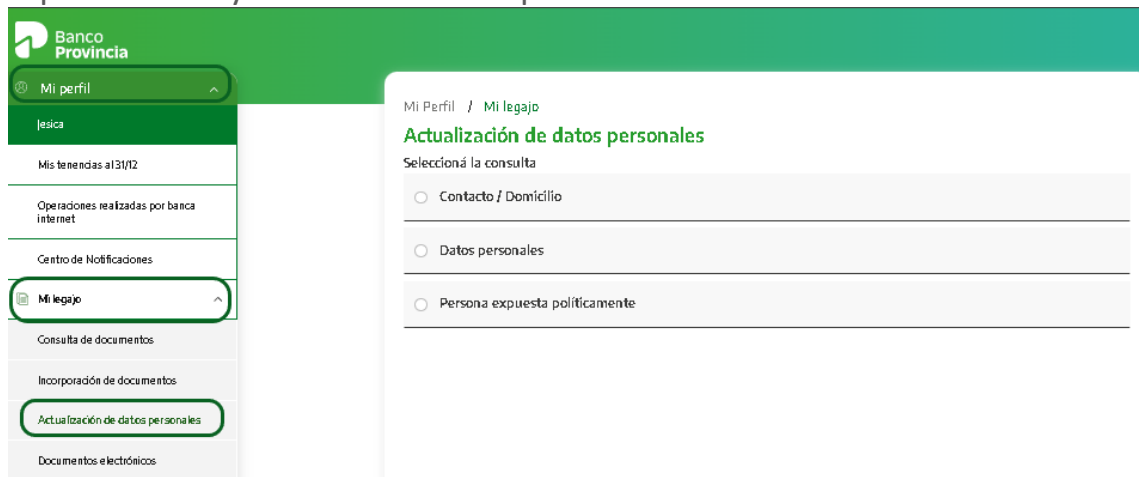 Banco
Provincia
Mi perfil
Jesica
Mis tenencias al 31/12
Operaciones realizadas por banca
internet
Centro de Notificaciones
Mi legajo
Consulta de documentos
Incorporación de documentos
Actualización de datos personales
Documentos electrónicos
Mi Perfil / Mi legajo
Actualización de datos personales
Seleccioná la consulta
Contacto / Domicilio
Datos personales
Persona expuesta políticamente